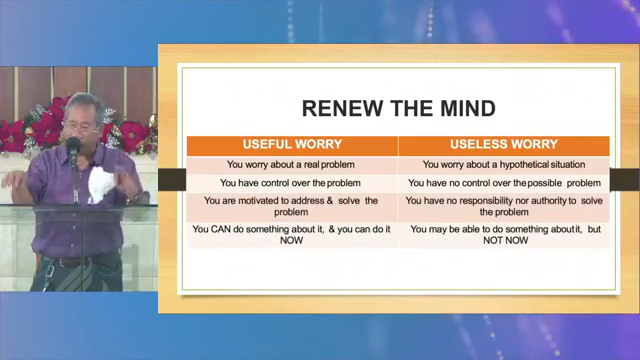 RENEW THE MIND
USEFUL WORRY
USELESS WORRY
You worry about a real problem
You worry about a hypothetical situation
You have control over the problem
You have no control over the possible problem
You are motivated to address & solve the
problem
You have no responsibility nor authority to solve
the problem
You CAN do something about it, & you can do it
NOW
You may be able to do something about it, but
NOT NOW